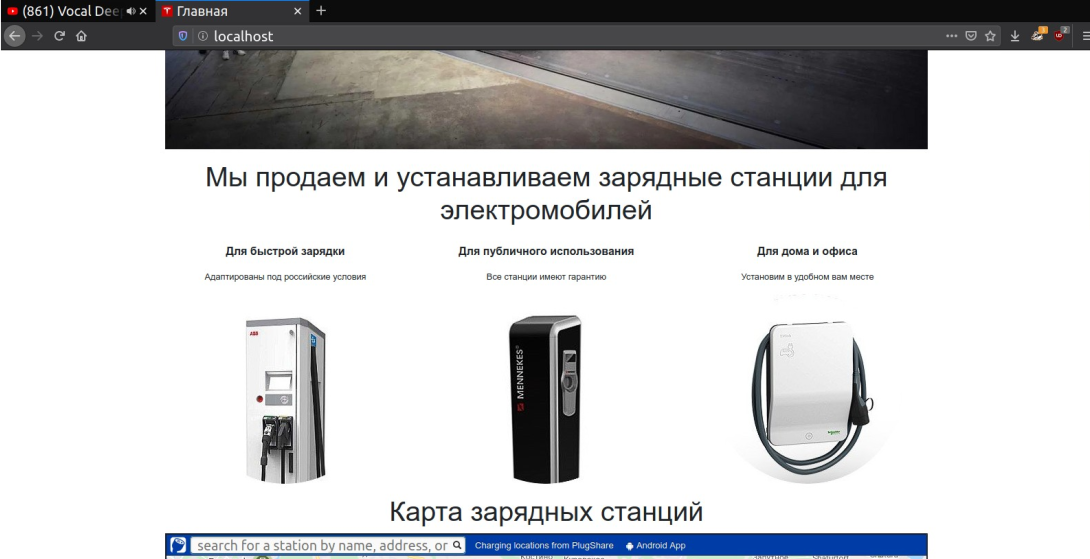 (861) Vocal Dee
Главная
localhost
1
2
Мы продаем и устанавливаем зарядные станции для
электромобилей
Для быстрой зарядки
Для публичного использования
Для дома и офиса
Адаптированы под российские условия
Все станции имеют гарантию
Установим в удобном вам месте
ABB
MENNEKES®
Карта зарядных станций
search for a station by name, address, or
Charging locations from PlugShare
Android App